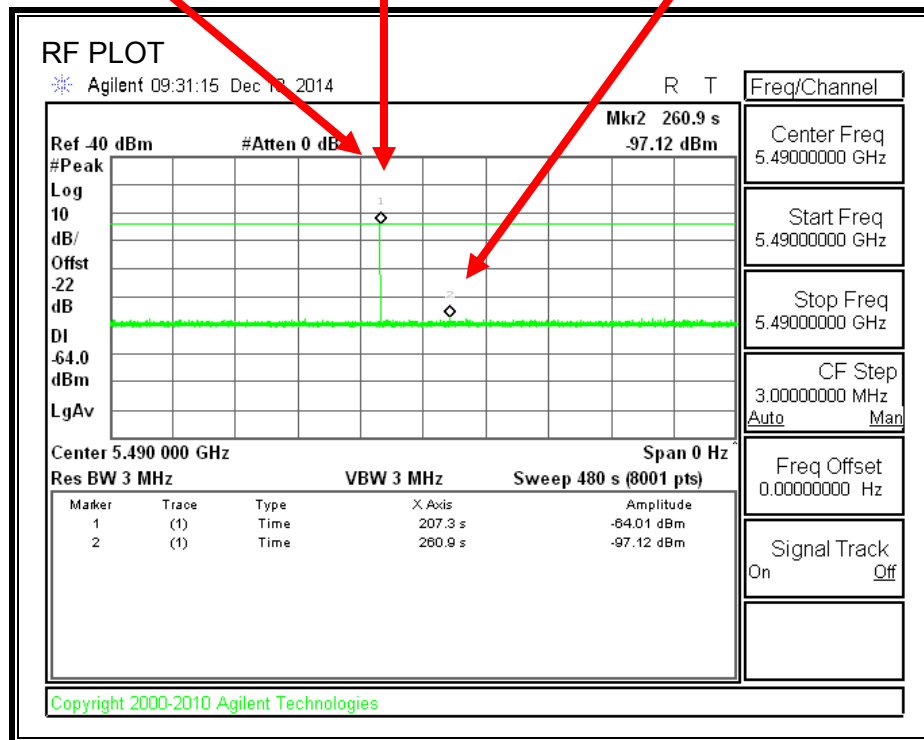 RF PLOT
Agilent 09:31:15 Dec 2014
R T
Mkr2 260.9 s
Ref -40 dBm #Atten 0 -97.12 dBm
#Peak
Log
10
dB/
Offst
-22
dB
DI
-64.0
dBm
LgAv
1
2
Center 5.490 000 GHz Span 0 Hz
Res BW 3 MHz VBW 3 MHz Sweep 480 s (8001 pts)
Marker Trace Type X Axis Amplitude
1 (1) Time 207.3 s -64.01 dBm
2 (1) Time 260.9 s -97.12 dBm
Freq/Channel
Center Freq
5.49000000 GHz
Start Freq
5.49000000 GHz
Stop Freq
5.49000000 GHz
CF Step
3.00000000 MHz
Auto Man
Freq Offset
0.00000000 Hz
Signal Track
On Off
Copyright 2000-2010 Agilent Technologies